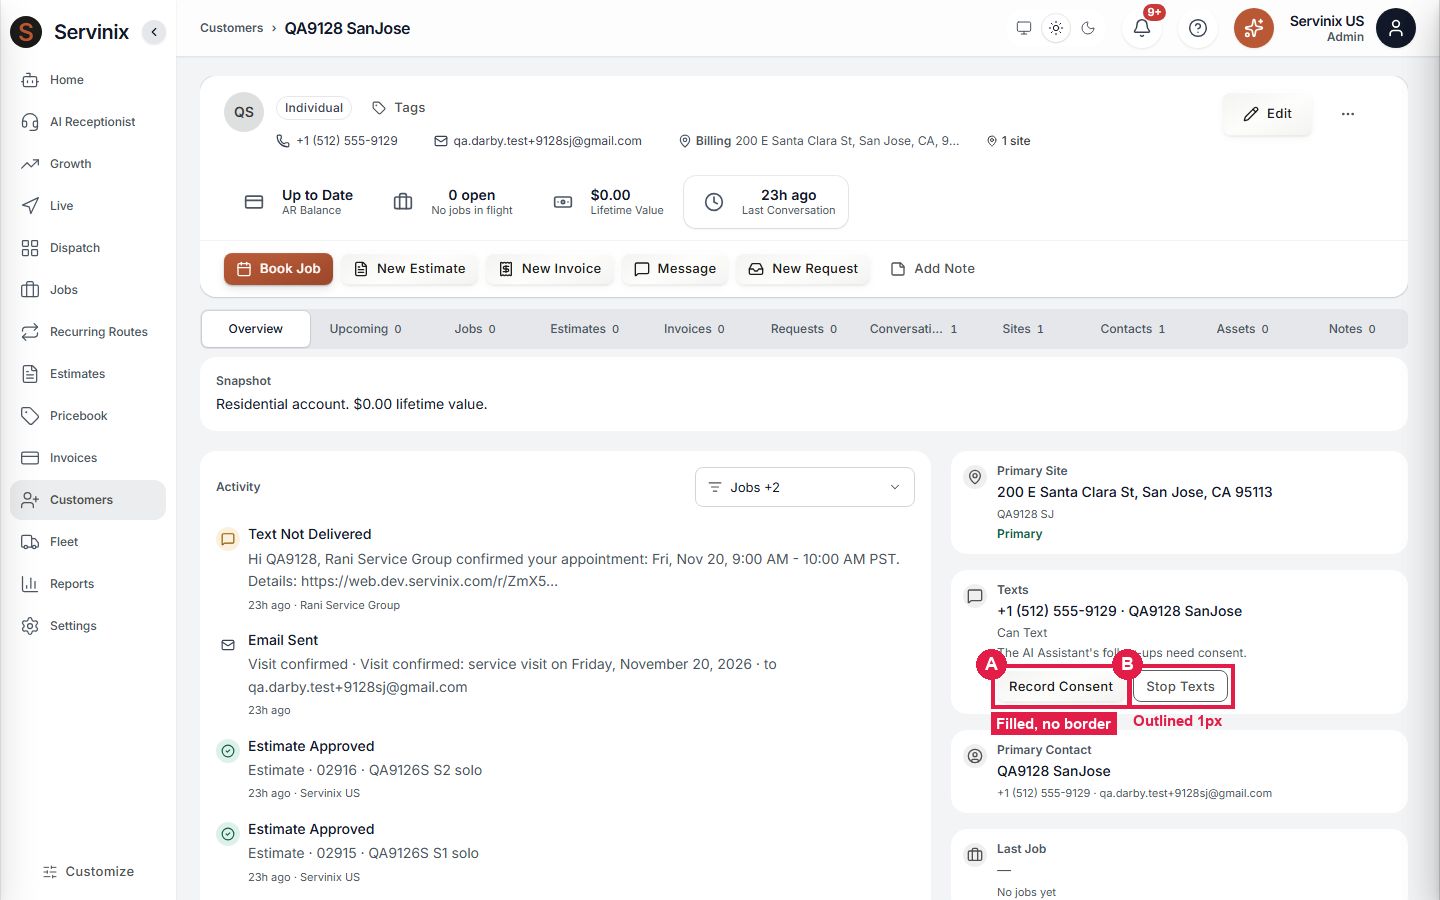 Servinix
Customers › QA9128 SanJose
9+
Servinix US
Admin
Home
AI Receptionist
Growth
Live
Dispatch
Jobs
Recurring Routes
Estimates
Pricebook
Invoices
Customers
Fleet
Reports
Settings
Customize
QS
Individual
Tags
Edit
+1 (512) 555-9129
qa.darby.test+9128sj@gmail.com
Billing 200 E Santa Clara St, San Jose, CA, 9...
1 site
Up to Date
AR Balance
0 open
No jobs in flight
$0.00
Lifetime Value
23h ago
Last Conversation
Book Job
New Estimate
New Invoice
Message
New Request
Add Note
Overview
Upcoming 0
Jobs 0
Estimates 0
Invoices 0
Requests 0
Conversati... 1
Sites 1
Contacts 1
Assets 0
Notes 0
Snapshot
Residential account. $0.00 lifetime value.
Activity
Jobs +2
Text Not Delivered
Hi QA9128, Rani Service Group confirmed your appointment: Fri, Nov 20, 9:00 AM - 10:00 AM PST.
Details: https://web.dev.servinix.com/r/ZmX5...
23h ago · Rani Service Group
Email Sent
Visit confirmed · Visit confirmed: service visit on Friday, November 20, 2026 · to
qa.darby.test+9128sj@gmail.com
23h ago
Estimate Approved
Estimate · 02916 · QA9126S S2 solo
23h ago · Servinix US
Estimate Approved
Estimate · 02915 · QA9126S S1 solo
23h ago · Servinix US
Primary Site
200 E Santa Clara St, San Jose, CA 95113
QA9128 SJ
Primary
Texts
+1 (512) 555-9129 · QA9128 SanJose
Can Text
The AI Assistant's follow-ups need consent.
A
B
Record Consent
Stop Texts
Filled, no border
Outlined 1px
Primary Contact
QA9128 SanJose
+1 (512) 555-9129 · qa.darby.test+9128sj@gmail.com
Last Job
—
No jobs yet